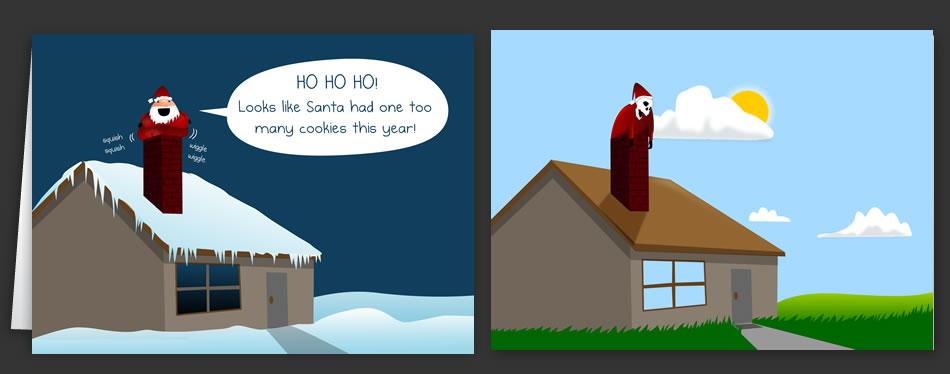 HO HO HO!
Looks like Santa had one too
many cookies this year!
squish
squish
wiggle
wiggle